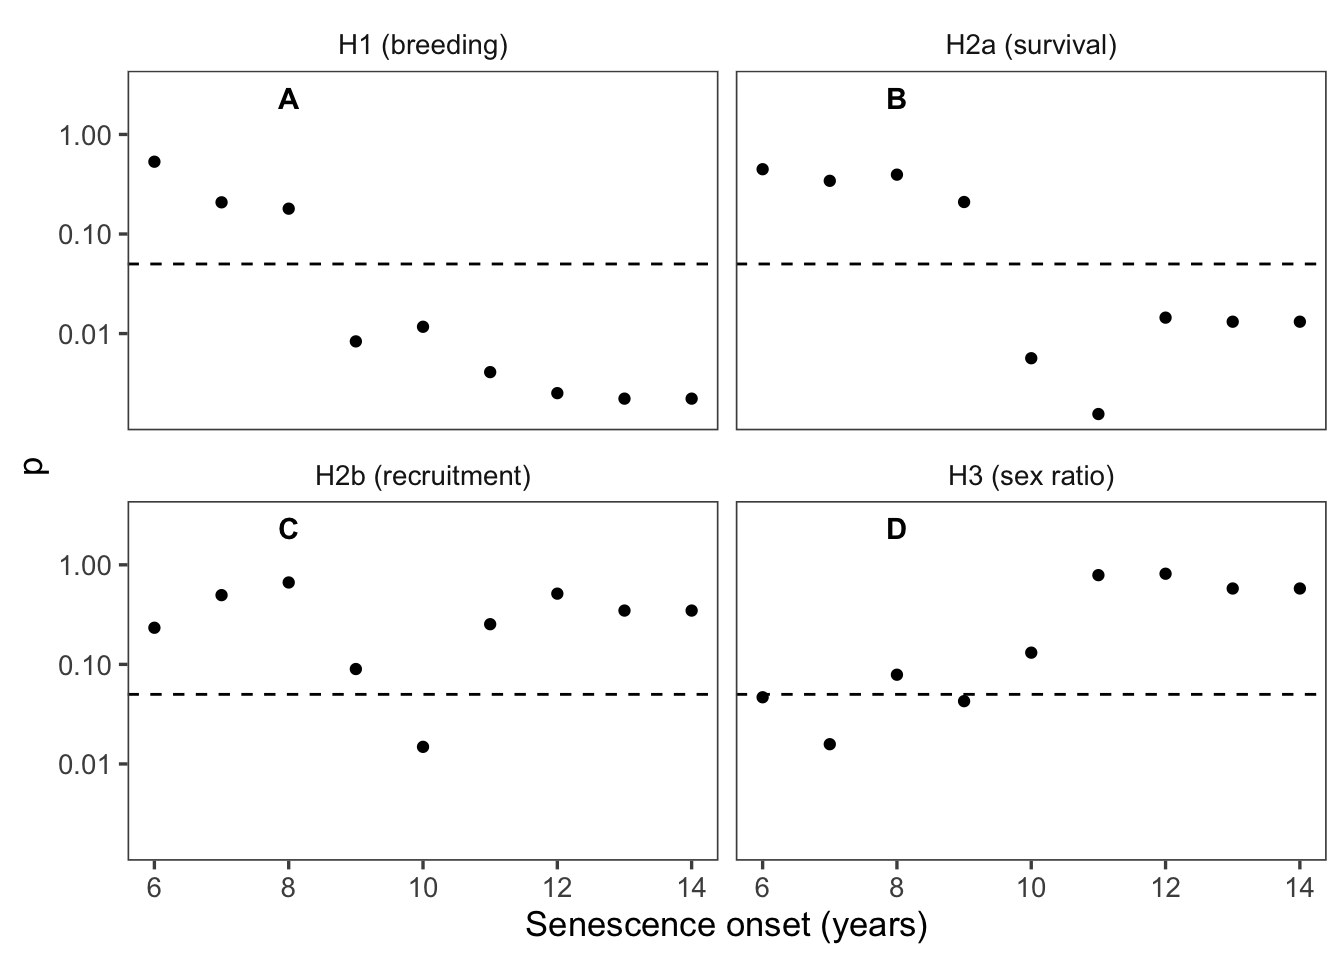 H1 (breeding)
H2a (survival)
A
B
1.00
0.10
0.01
p
H2b (recruitment)
H3 (sex ratio)
C
D
1.00
0.10
0.01
6 8 10 12 14
6 8 10 12 14
Senescence onset (years)